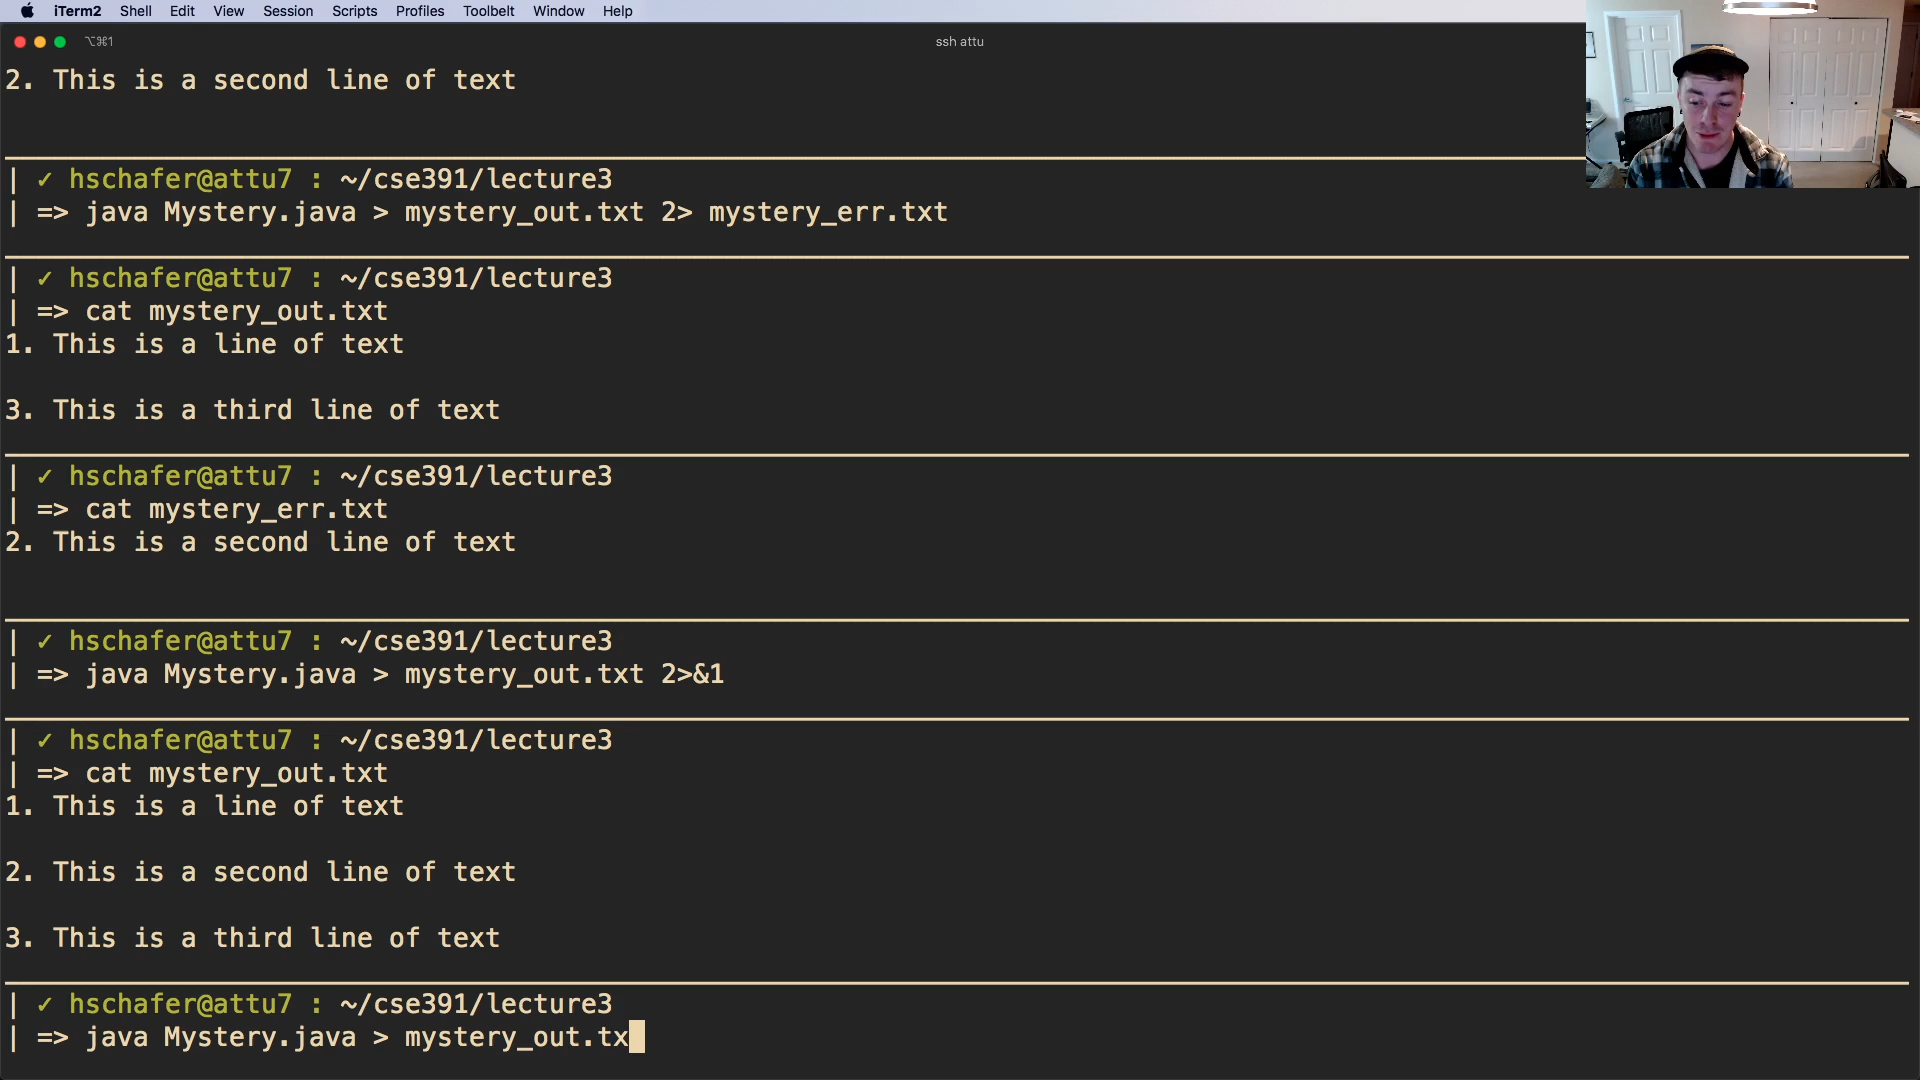 iTerm2 Shell Edit View Session Scripts Profiles Toolbelt Window Help
⌥⌘1 ssh attu
2. This is a second line of text
| ✓ hschafer@attu7 : ~/cse391/lecture3
| => java Mystery.java > mystery_out.txt 2> mystery_err.txt
| ✓ hschafer@attu7 : ~/cse391/lecture3
| => cat mystery_out.txt
1. This is a line of text
3. This is a third line of text
| ✓ hschafer@attu7 : ~/cse391/lecture3
| => cat mystery_err.txt
2. This is a second line of text
| ✓ hschafer@attu7 : ~/cse391/lecture3
| => java Mystery.java > mystery_out.txt 2>&1
| ✓ hschafer@attu7 : ~/cse391/lecture3
| => cat mystery_out.txt
1. This is a line of text
2. This is a second line of text
3. This is a third line of text
| ✓ hschafer@attu7 : ~/cse391/lecture3
| => java Mystery.java > mystery_out.tx